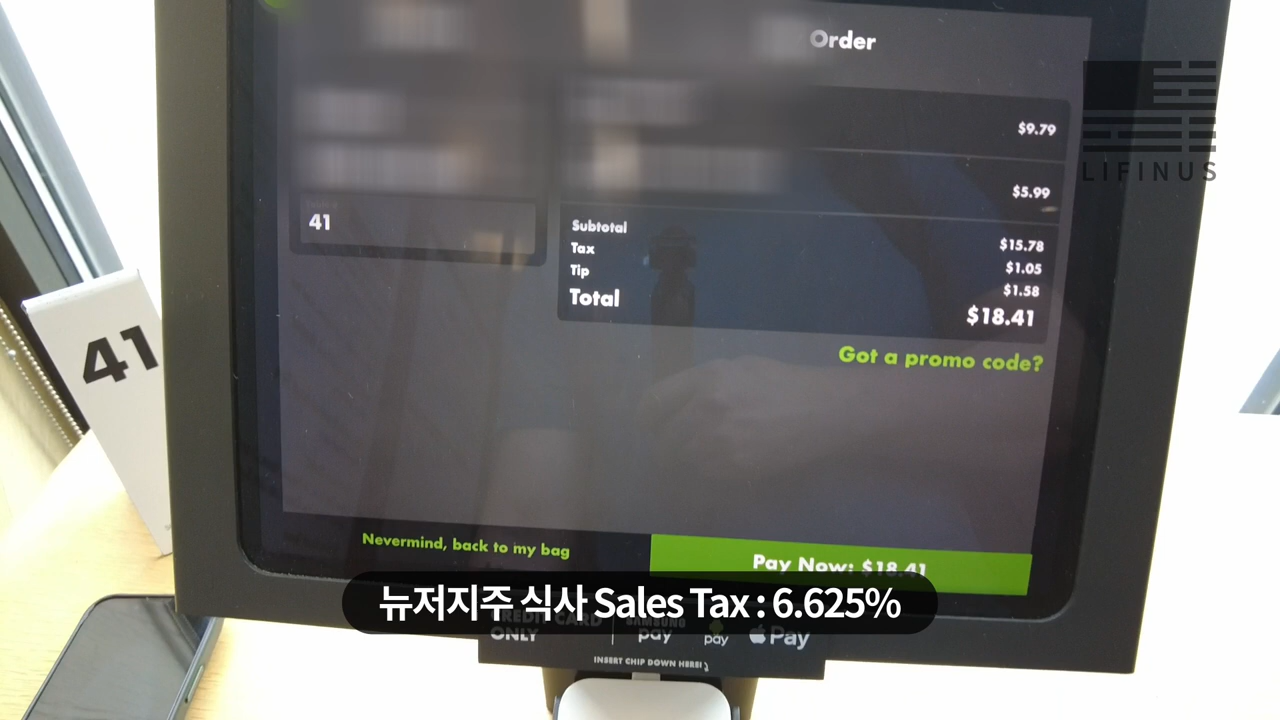 Order
$9.79
$5.99
41
Subtotal $15.78
Tax $1.05
Tip $1.58
Total $18.41
Got a promo code?
41
Nevermind, back to my bag
Pay Now: $18.41
뉴저지주 식사 Sales Tax : 6.625%
CREDIT CARD
ONLY
SAMSUNG
pay
pay
Pay
INSERT CHIP DOWN HERE!
LIFINUS